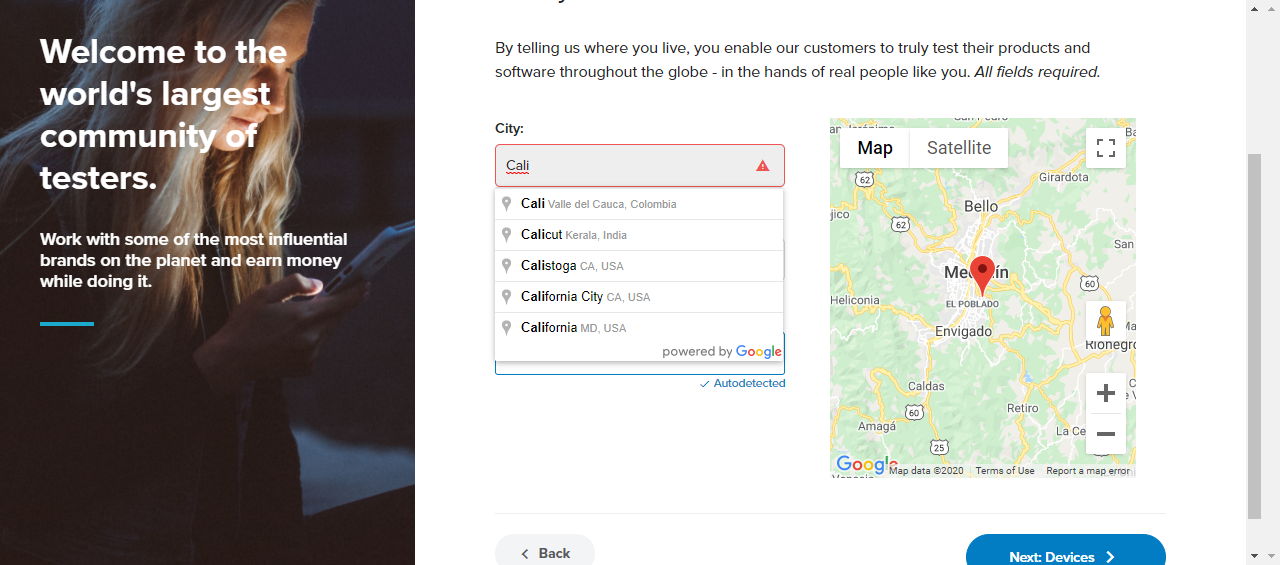 Welcome to the
world's largest
community of
testers.
Work with some of the most influential
brands on the planet and earn money
while doing it.
By telling us where you live, you enable our customers to truly test their products and
software throughout the globe - in the hands of real people like you. All fields required.
City:
Cali
Cali Valle del Cauca, Colombia
Calicut Kerala, India
Calistoga CA, USA
California City CA, USA
California MD, USA
powered by Google
Autodetected
Map
Satellite
62
Girardota
Bello
jico
62
San
Medellín
60
Heliconia
EL POBLADO
Envigado
Rionegro
Caldas
60
Retiro
Amagá
La Ce
25
Google
Map data ©2020
Terms of Use
Report a map error
Back
Next: Devices